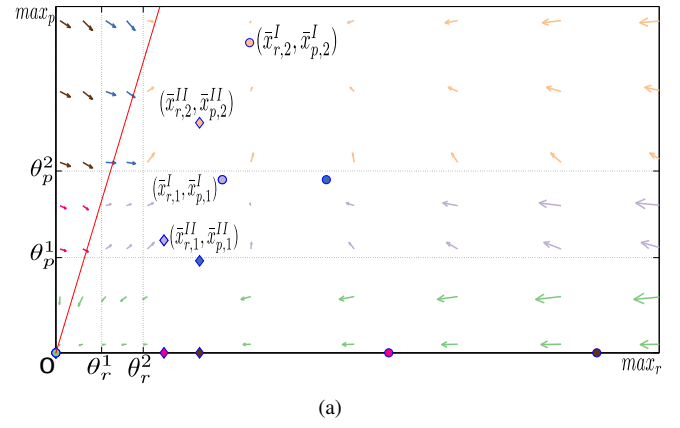 max_p
(x̄^I_{r,2}, x̄^I_{p,2})
(x̄^{II}_{r,2}, x̄^{II}_{p,2})
θ^2_p
(x̄^I_{r,1}, x̄^I_{p,1})
(x̄^{II}_{r,1}, x̄^{II}_{p,1})
θ^1_p
0 θ^1_r θ^2_r max_r
(a)